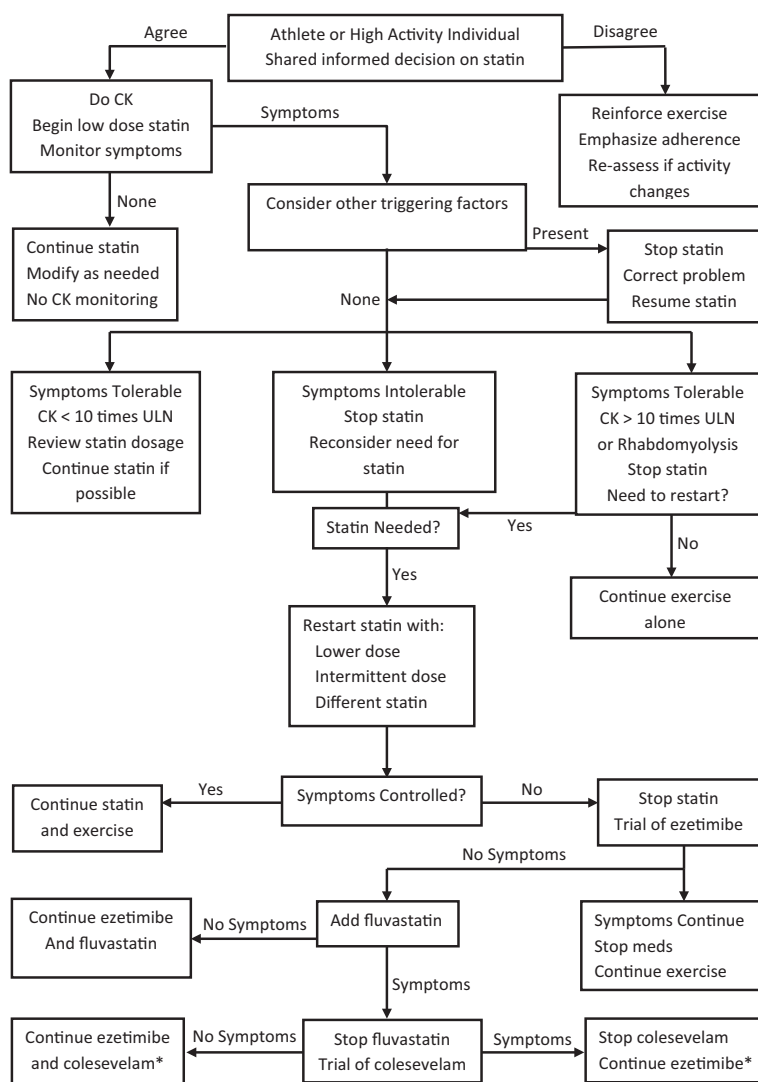 Agree
Athlete or High Activity Individual
Shared informed decision on statin
Disagree
Do CK
Begin low dose statin
Monitor symptoms
Symptoms
Reinforce exercise
Emphasize adherence
Re-assess if activity
changes
None
Consider other triggering factors
Continue statin
Modify as needed
No CK monitoring
Present
Stop statin
Correct problem
Resume statin
None
Symptoms Tolerable
CK < 10 times ULN
Review statin dosage
Continue statin if
possible
Symptoms Intolerable
Stop statin
Reconsider need for
statin
Symptoms Tolerable
CK > 10 times ULN
or Rhabdomyolysis
Stop statin
Need to restart?
Statin Needed?
Yes
No
Yes
Continue exercise
alone
Restart statin with:
Lower dose
Intermittent dose
Different statin
Continue statin
and exercise
Yes
Symptoms Controlled?
No
Stop statin
Trial of ezetimibe
No Symptoms
Continue ezetimibe
And fluvastatin
No Symptoms
Add fluvastatin
Symptoms Continue
Stop meds
Continue exercise
Symptoms
Continue ezetimibe
and colesevelam*
No Symptoms
Stop fluvastatin
Trial of colesevelam
Symptoms
Stop colesevelam
Continue ezetimibe*